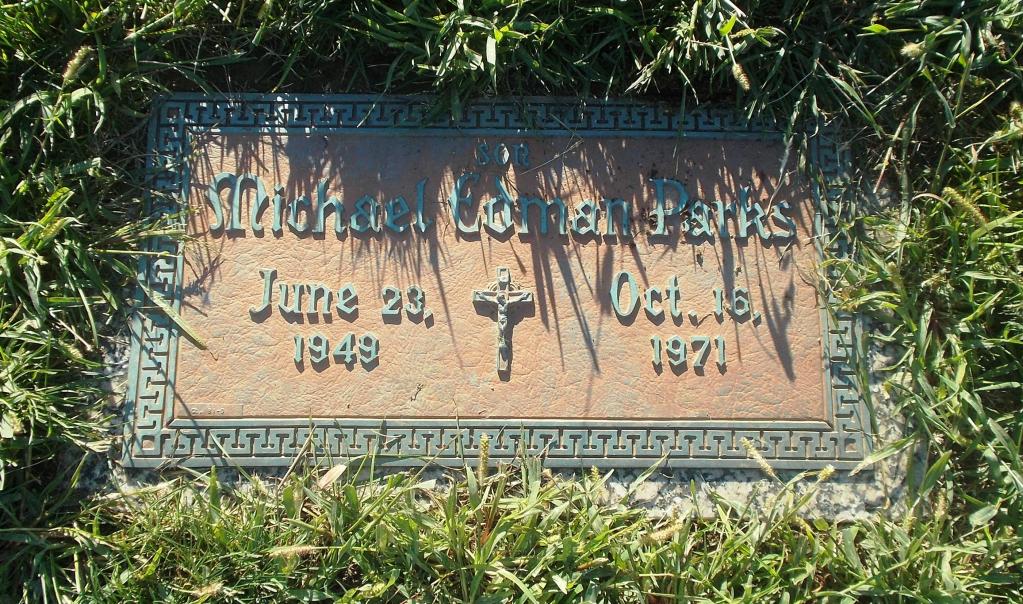 Son
Michael Edman Parks
June 23, Oct. 16,
1949 1971